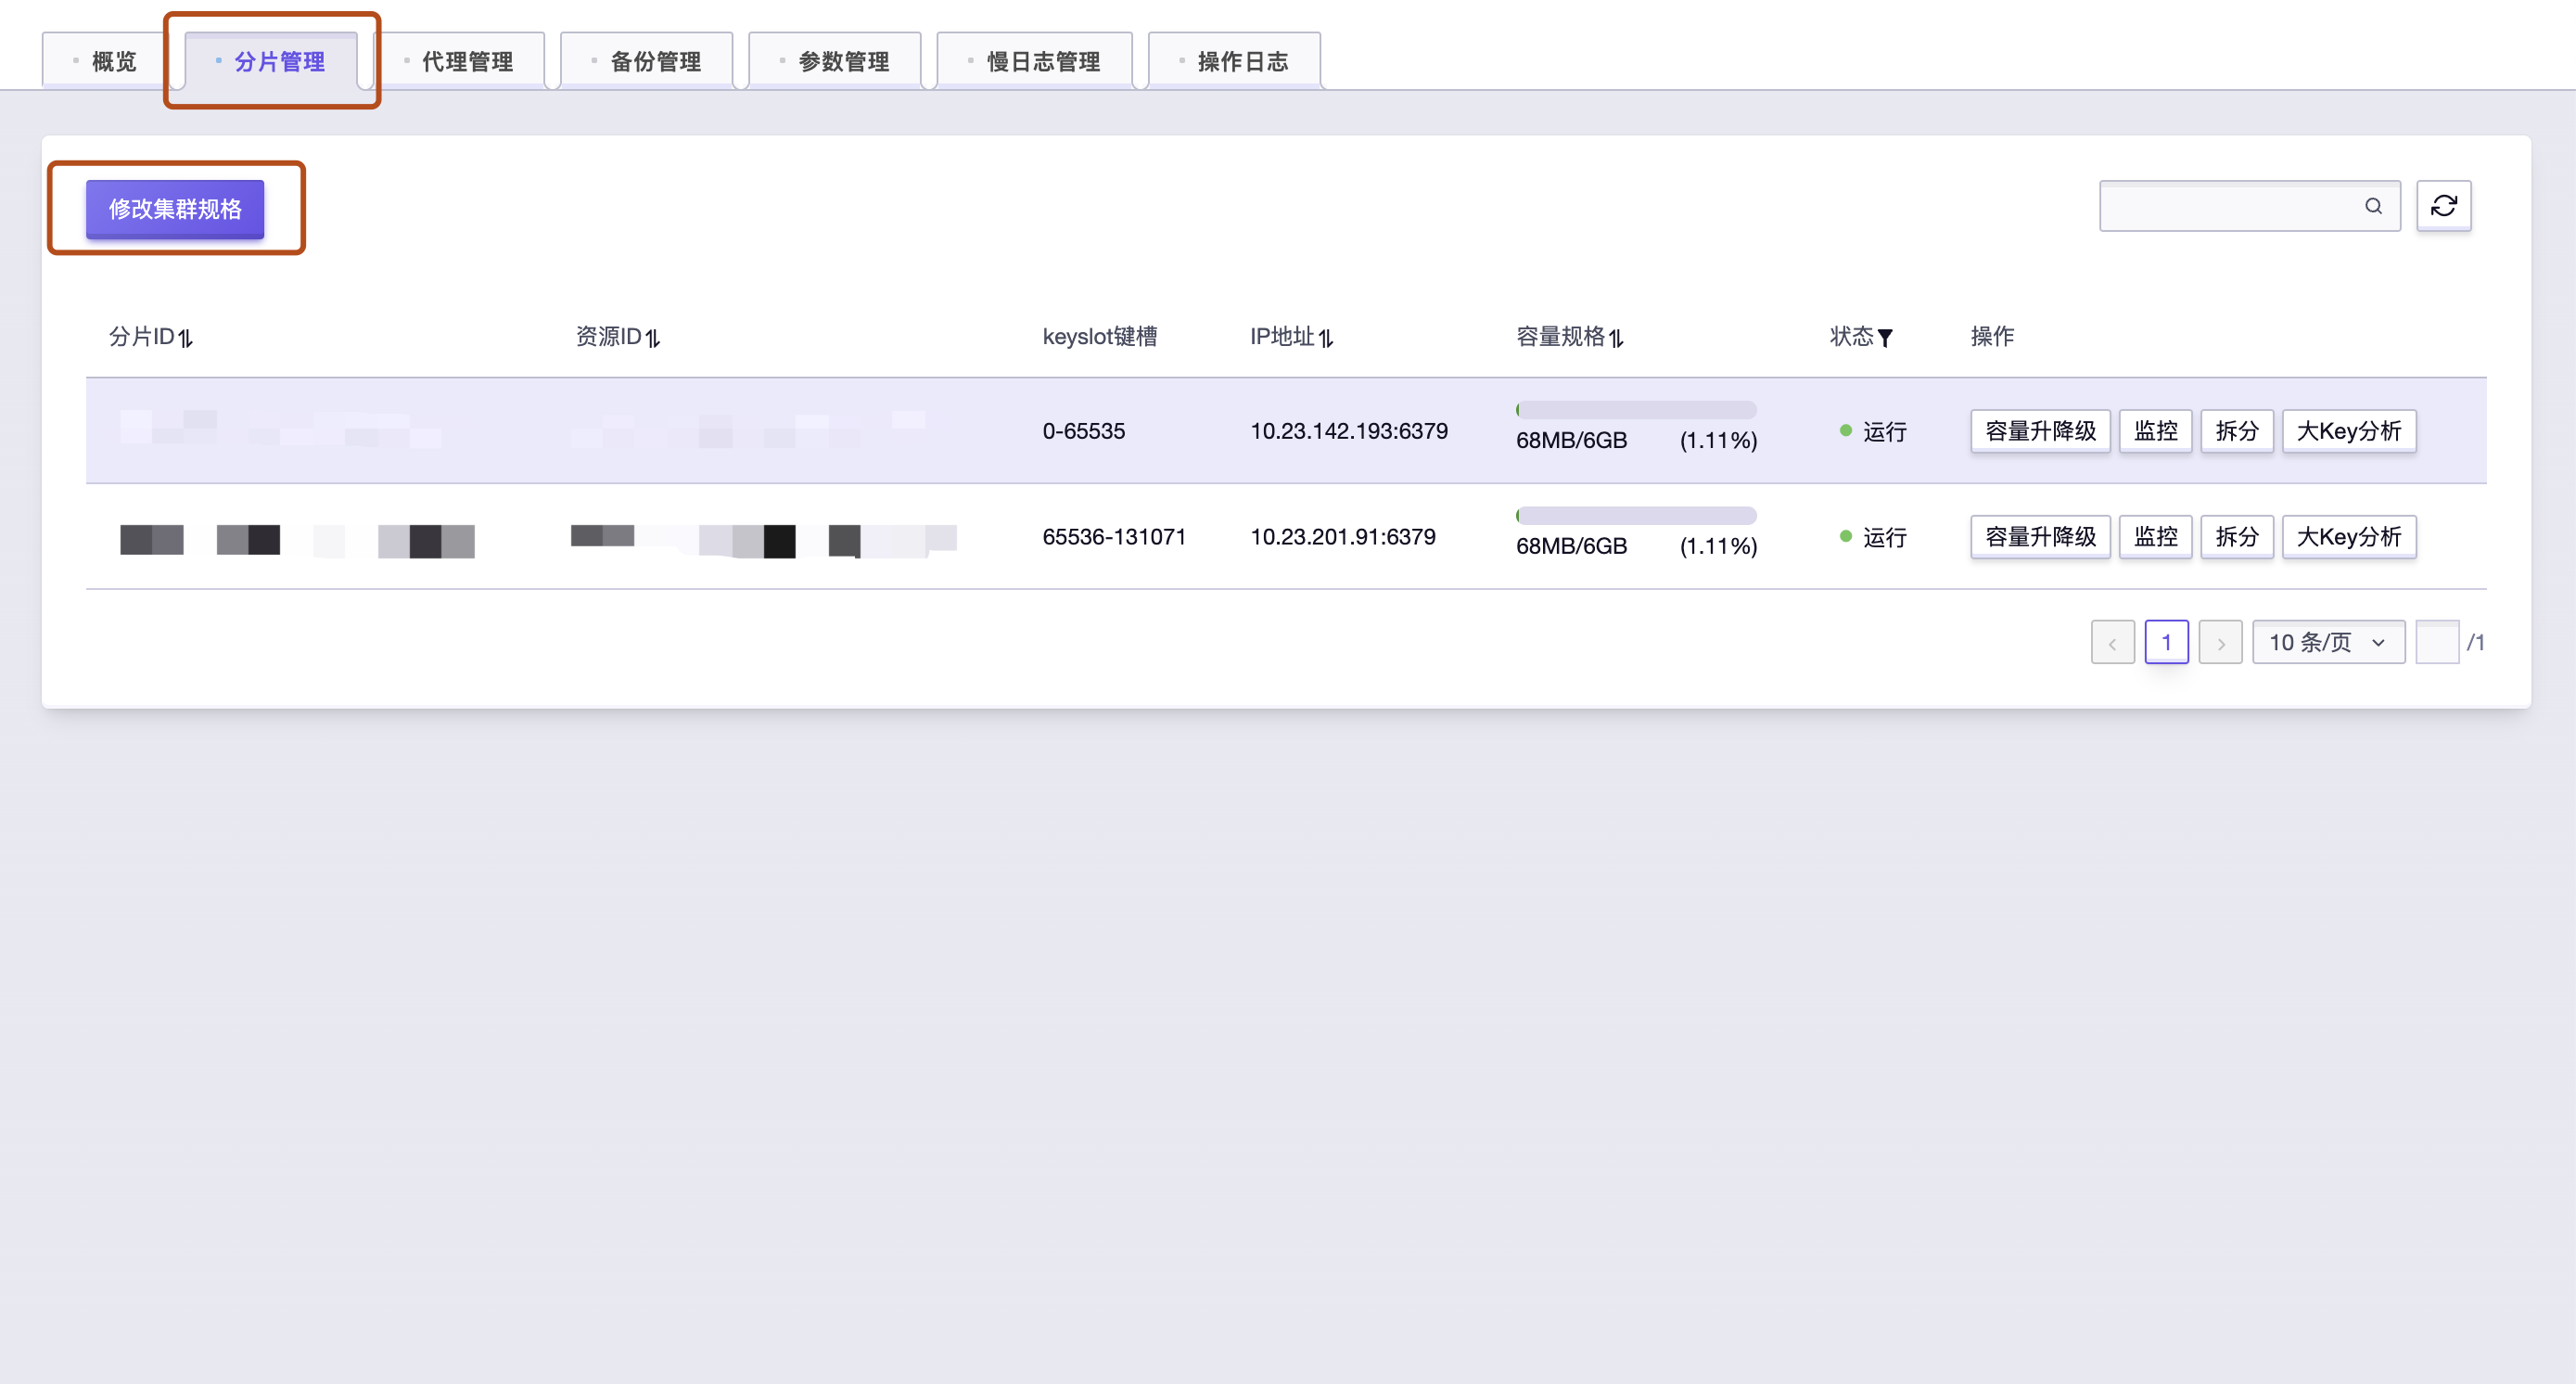 概览 分片管理 代理管理 备份管理 参数管理 慢日志管理 操作日志
修改集群规格
分片ID 资源ID keyslot键槽 IP地址 容量规格 状态 操作
0-65535 10.23.142.193:6379 68MB/6GB (1.11%) 运行 容量升降级 监控 拆分 大Key分析
65536-131071 10.23.201.91:6379 68MB/6GB (1.11%) 运行 容量升降级 监控 拆分 大Key分析
1 10 条/页 /1